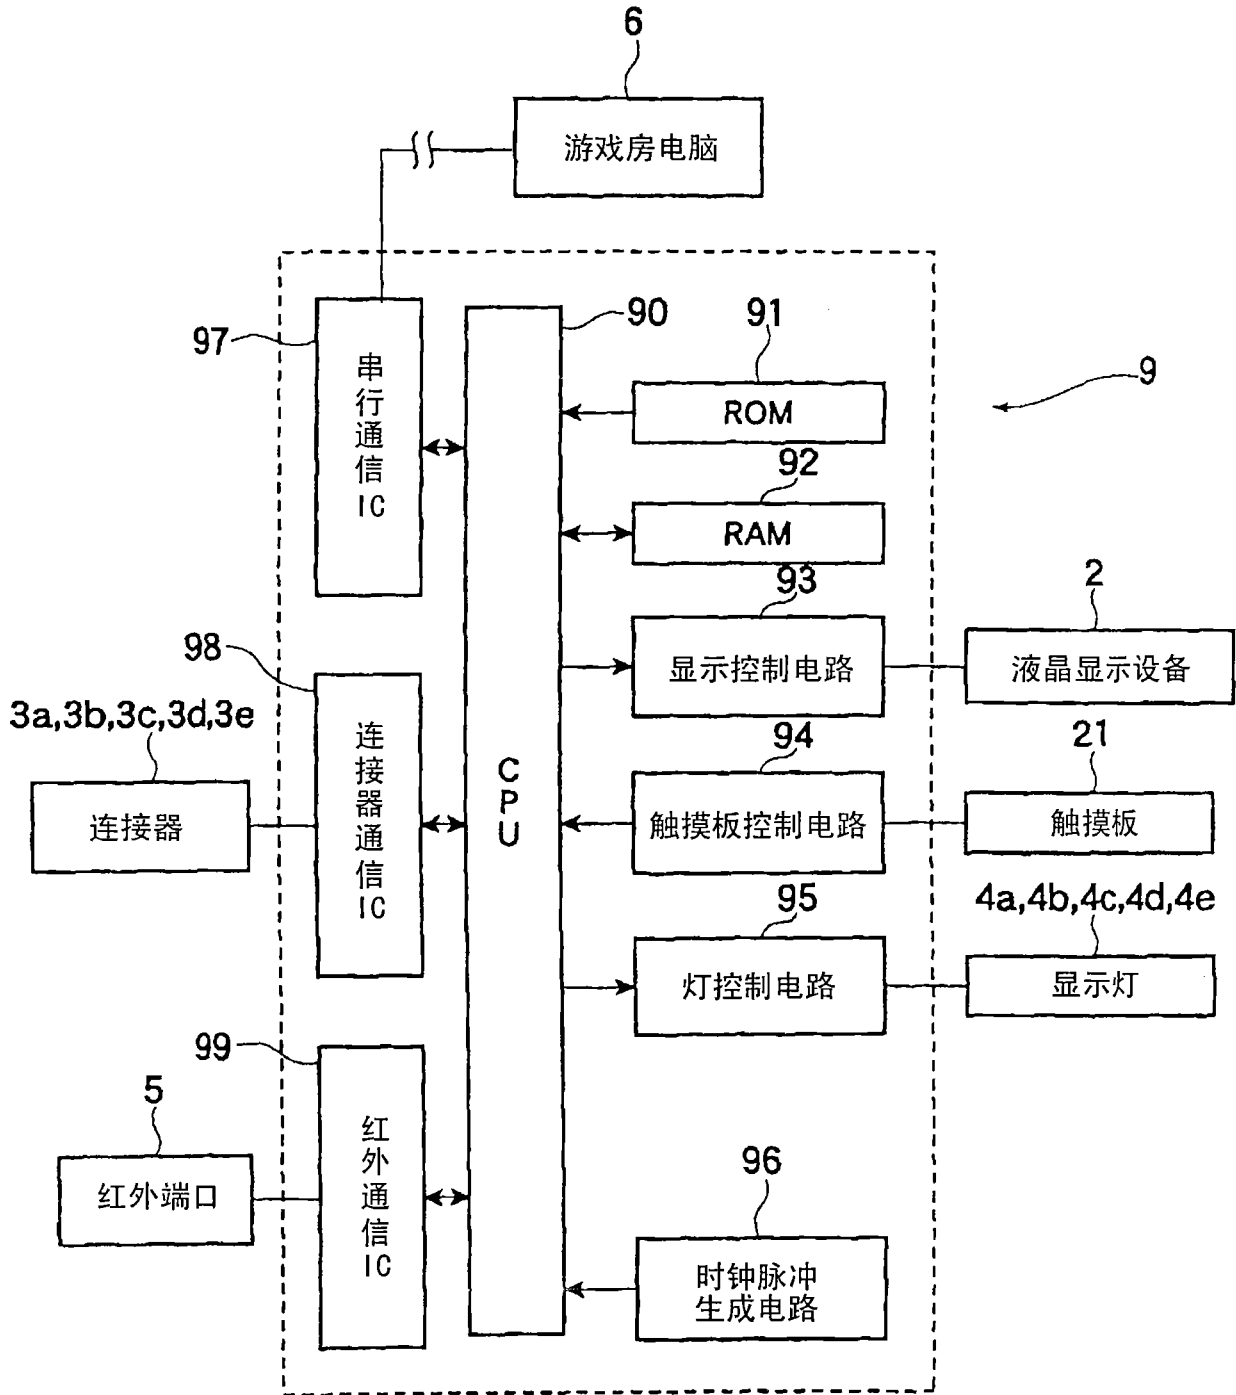 6
游戏房电脑
90
91
97
串行通信IC
ROM
9
92
RAM
93
2
98
显示控制电路
液晶显示设备
3a,3b,3c,3d,3e
连接器通信IC
94
21
CPU
连接器
触摸板控制电路
触摸板
95
4a,4b,4c,4d,4e
灯控制电路
显示灯
99
5
红外通信IC
96
红外端口
时钟脉冲
生成电路